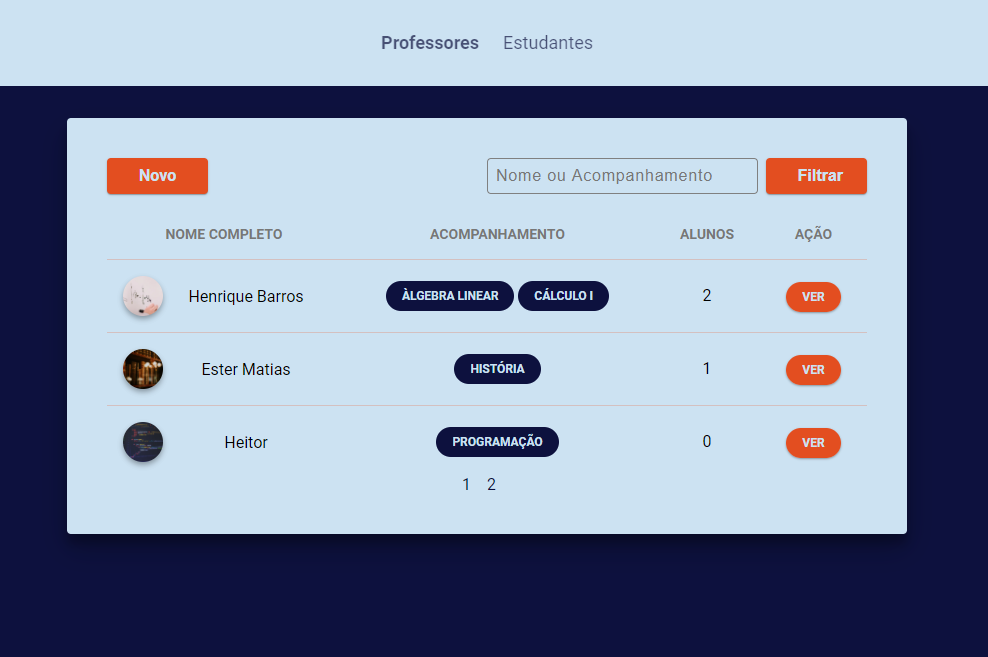 Professores Estudantes
Novo Nome ou Acompanhamento Filtrar
NOME COMPLETO ACOMPANHAMENTO ALUNOS AÇÃO
Henrique Barros ÀLGEBRA LINEAR CÁLCULO I 2 VER
Ester Matias HISTÓRIA 1 VER
Heitor PROGRAMAÇÃO 0 VER
1 2